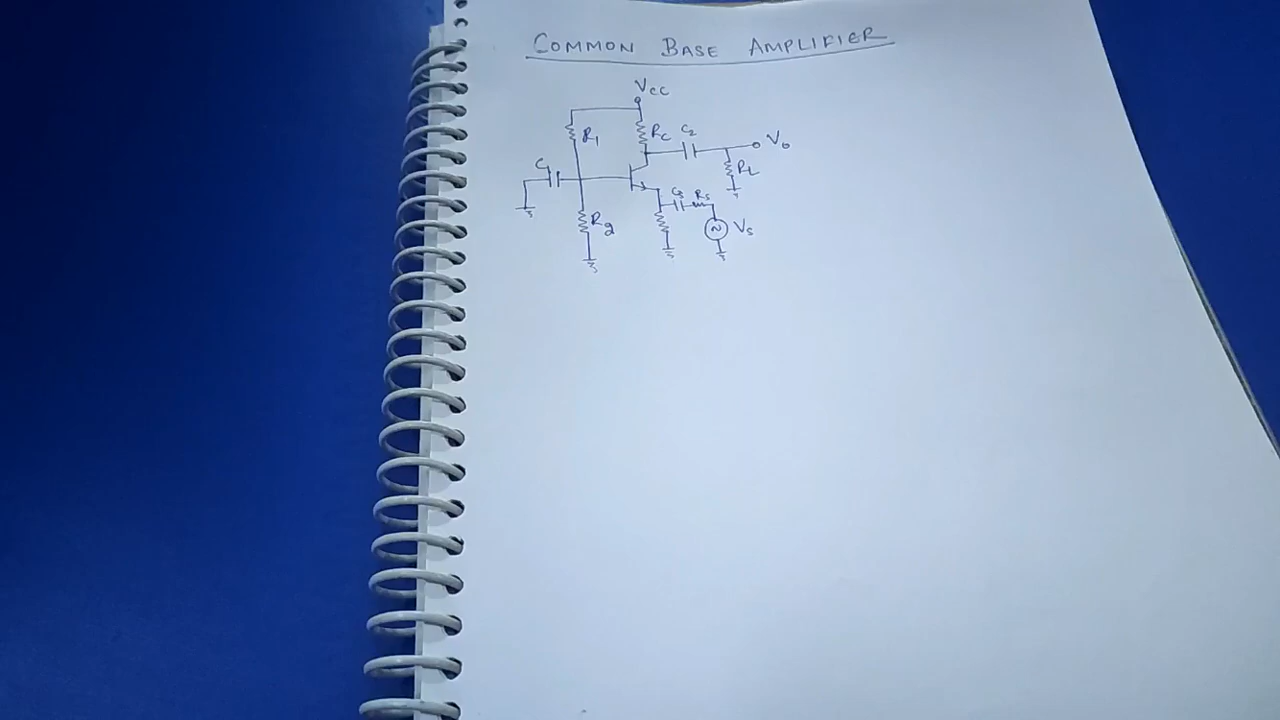 COMMON BASE AMPLIFIER
Vcc
R1
Rc
C2
Vo
RL
C1
C3
Rs
R2
Vs